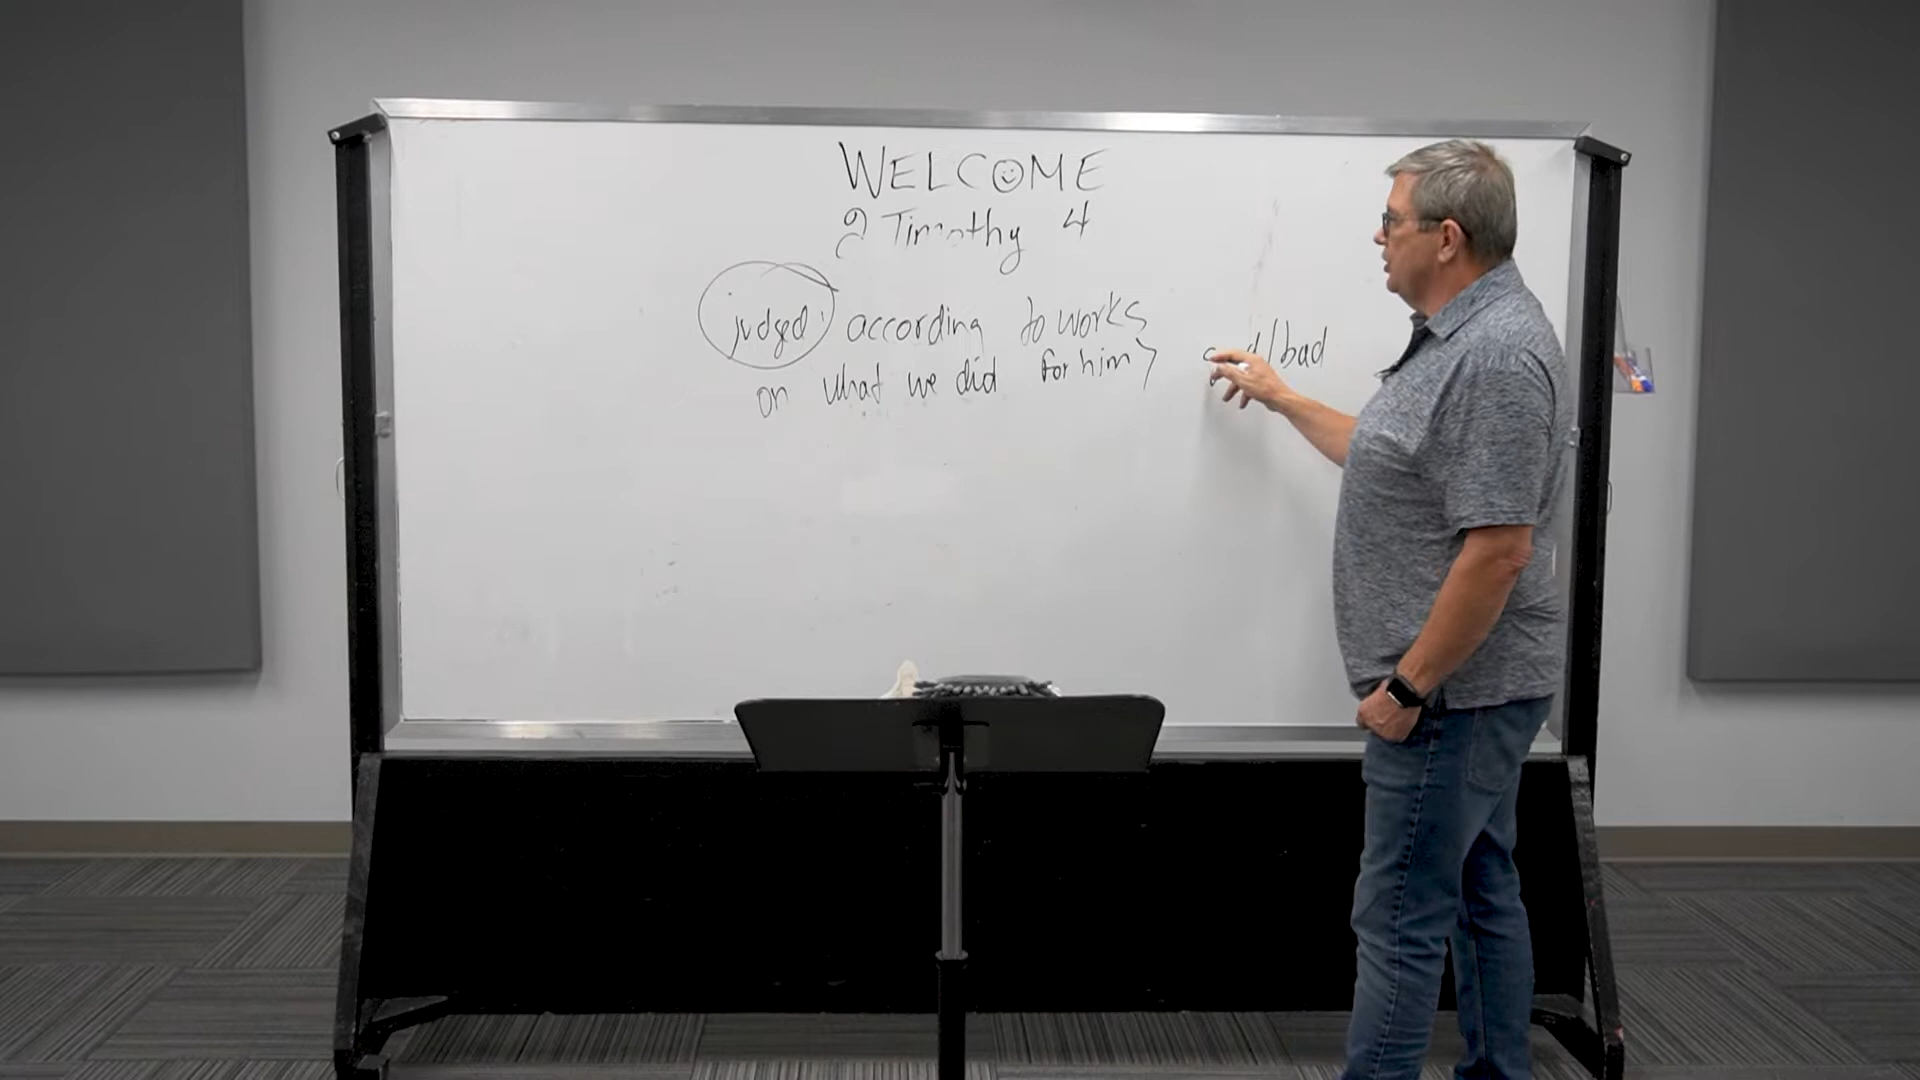 WELCOME
2 Timothy 4
judged according to works
on what we did for him
/bad